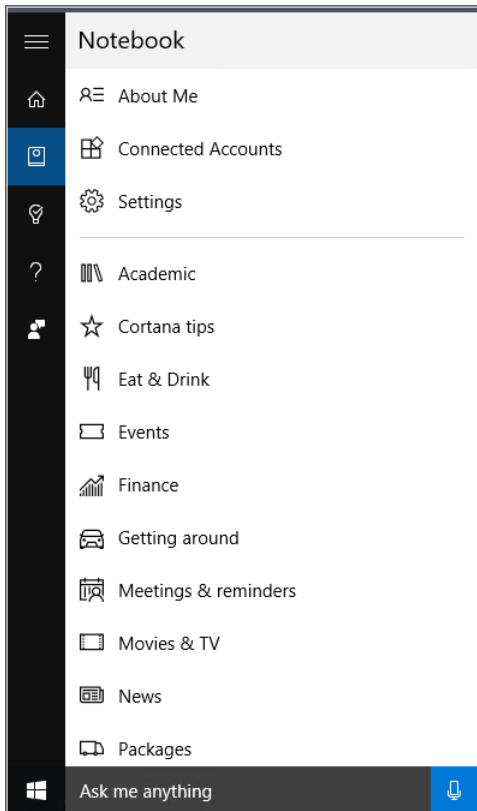 Notebook
About Me
Connected Accounts
Settings
Academic
Cortana tips
Eat & Drink
Events
Finance
Getting around
Meetings & reminders
Movies & TV
News
Packages
Ask me anything